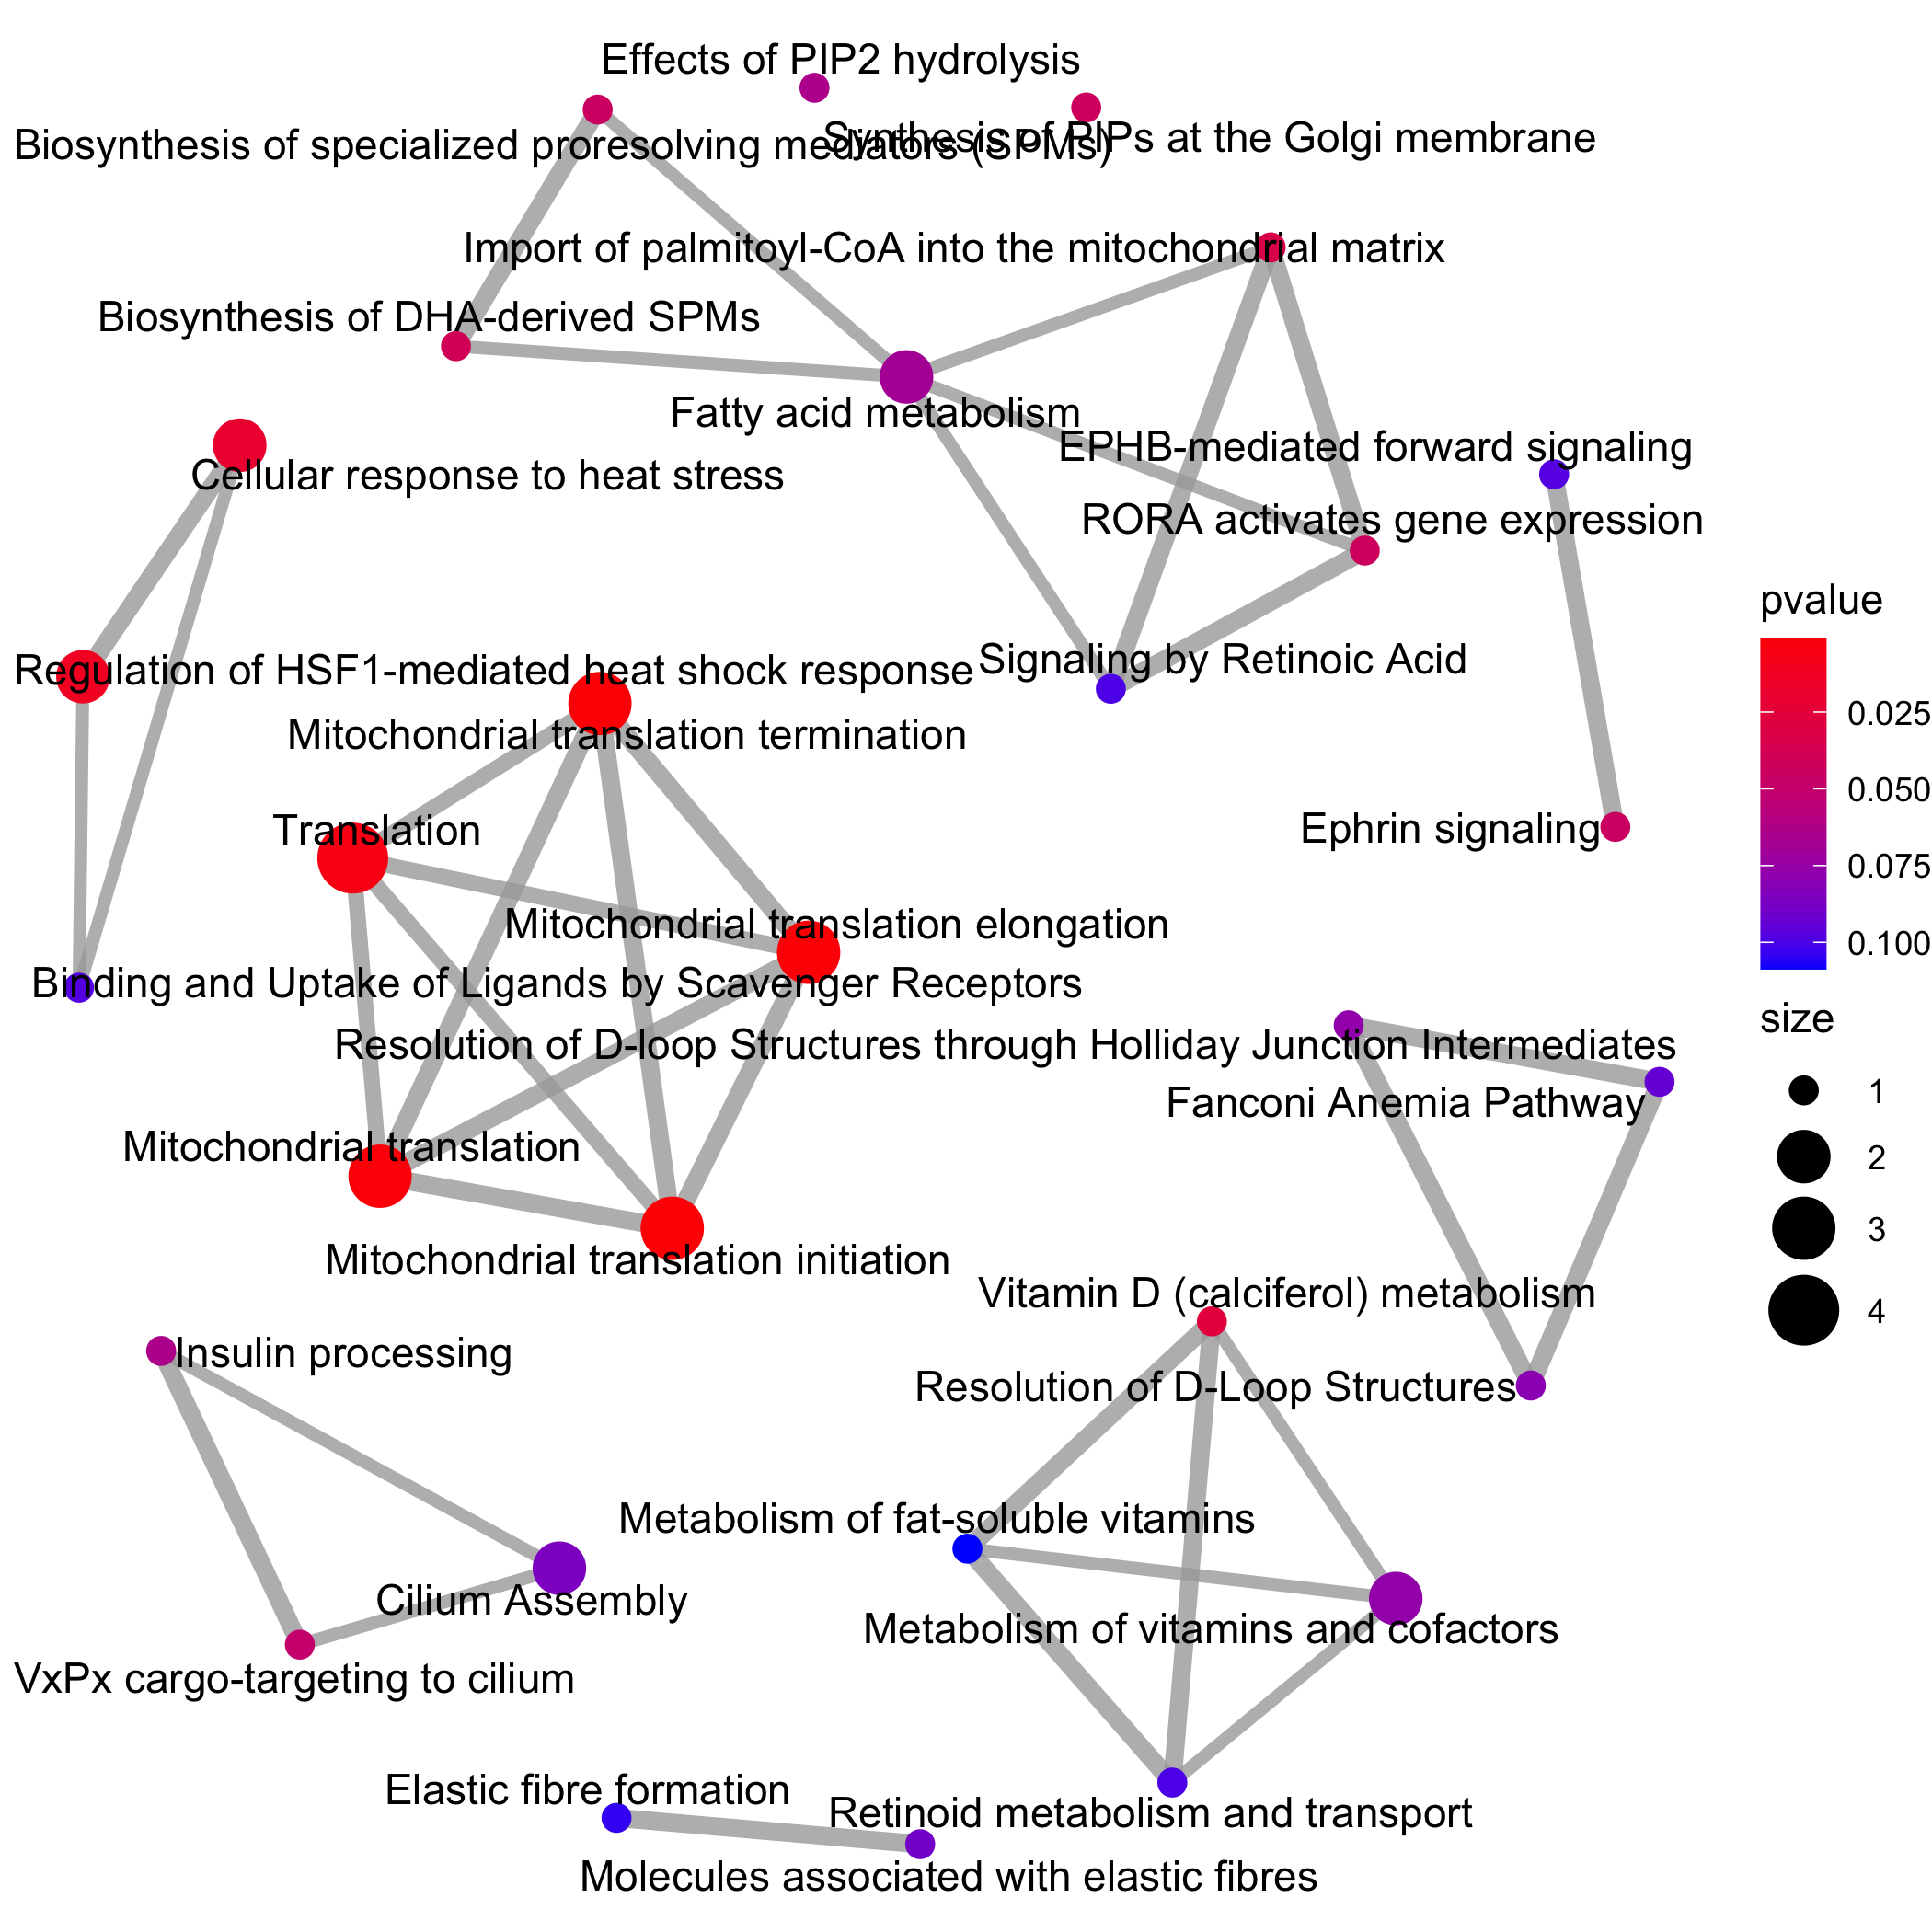 Effects of PIP2 hydrolysis
Biosynthesis of specialized proresolving mediators (SPMs)
Synthesis of PIPs at the Golgi membrane
Import of palmitoyl-CoA into the mitochondrial matrix
Biosynthesis of DHA-derived SPMs
Fatty acid metabolism
EPHB-mediated forward signaling
Cellular response to heat stress
RORA activates gene expression
Signaling by Retinoic Acid
Regulation of HSF1-mediated heat shock response
Mitochondrial translation termination
Translation
Ephrin signaling
Mitochondrial translation elongation
Binding and Uptake of Ligands by Scavenger Receptors
Resolution of D-loop Structures through Holliday Junction Intermediates
Fanconi Anemia Pathway
Mitochondrial translation
Mitochondrial translation initiation
Vitamin D (calciferol) metabolism
Insulin processing
Resolution of D-Loop Structures
Metabolism of fat-soluble vitamins
Cilium Assembly
Metabolism of vitamins and cofactors
VxPx cargo-targeting to cilium
Elastic fibre formation
Retinoid metabolism and transport
Molecules associated with elastic fibres
pvalue
0.025
0.050
0.075
0.100
size
1
2
3
4